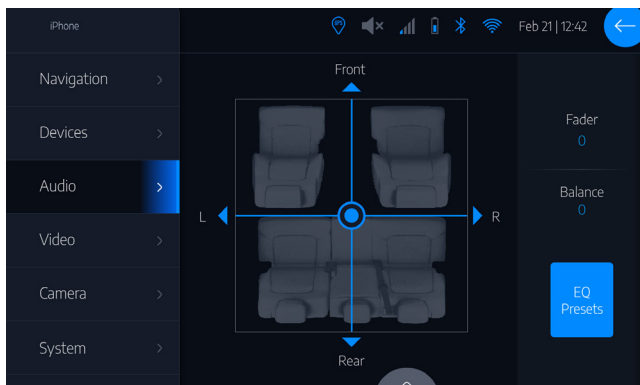 iPhone
GPS
Feb 21 | 12:42
Navigation
Devices
Audio
Video
Camera
System
Front
L
R
Rear
Fader
0
Balance
0
EQ
Presets